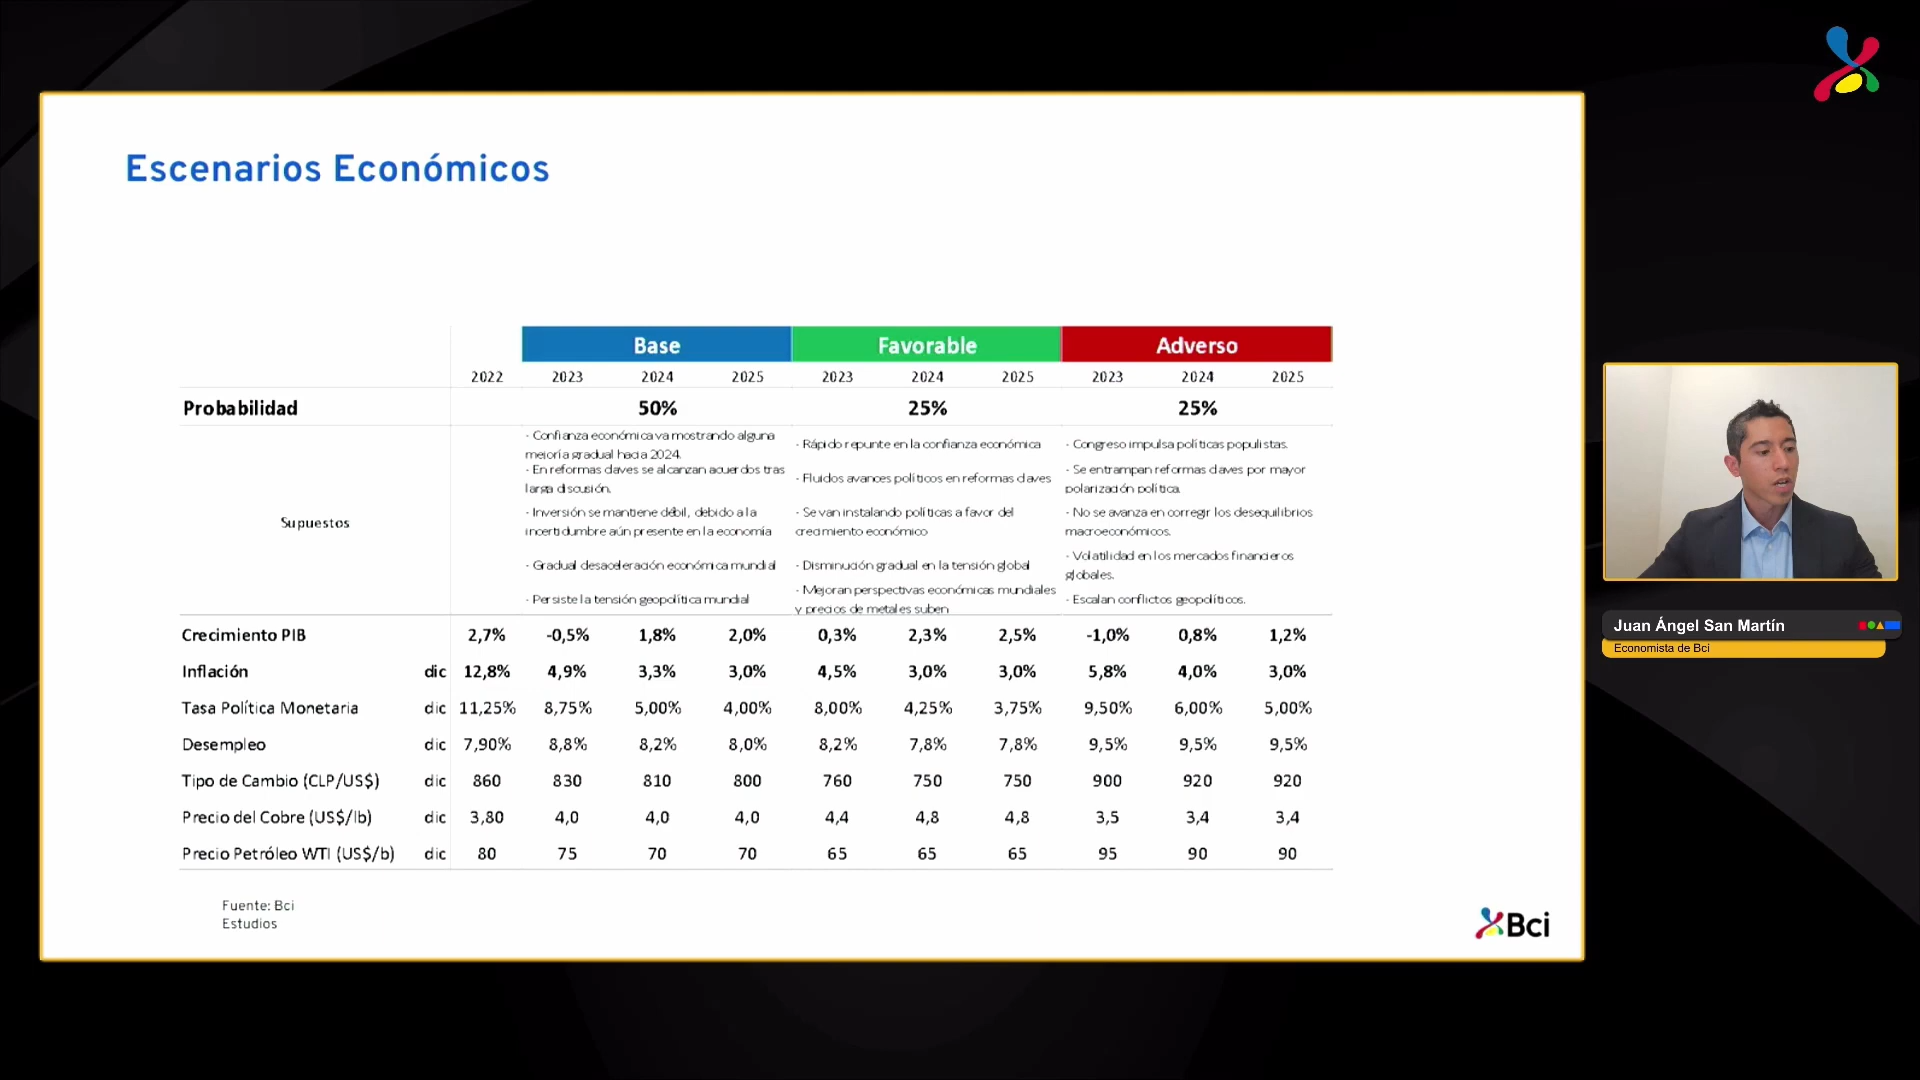 Escenarios Económicos
Base Favorable Adverso
2022 2023 2024 2025 2023 2024 2025 2023 2024 2025
Probabilidad 50% 25% 25%
Supuestos
- Confianza económica va mostrando alguna
mejoría gradual hacia 2024.
- En reformas claves se alcanzan acuerdos tras
larga discusión.
- Inversión se mantiene débil, debido a la
incertidumbre aún presente en la economía
- Gradual desaceleración económica mundial
- Persiste la tensión geopolítica mundial
- Rápido repunte en la confianza económica
- Fluidos avances políticos en reformas claves
- Se van instalando políticas a favor del
crecimiento económico
- Disminución gradual en la tensión global
- Mejoran perspectivas económicas mundiales
y precios de metales suben
- Congreso impulsa políticas populistas.
- Se entrampan reformas claves por mayor
polarización política.
- No se avanza en corregir los desequilibrios
macroeconómicos.
- Volatilidad en los mercados financieros
globales.
- Escalan conflictos geopolíticos.
Crecimiento PIB 2,7% -0,5% 1,8% 2,0% 0,3% 2,3% 2,5% -1,0% 0,8% 1,2%
Inflación dic 12,8% 4,9% 3,3% 3,0% 4,5% 3,0% 3,0% 5,8% 4,0% 3,0%
Tasa Política Monetaria dic 11,25% 8,75% 5,00% 4,00% 8,00% 4,25% 3,75% 9,50% 6,00% 5,00%
Desempleo dic 7,90% 8,8% 8,2% 8,0% 8,2% 7,8% 7,8% 9,5% 9,5% 9,5%
Tipo de Cambio (CLP/US$) dic 860 830 810 800 760 750 750 900 920 920
Precio del Cobre (US$/lb) dic 3,80 4,0 4,0 4,0 4,4 4,8 4,8 3,5 3,4 3,4
Precio Petróleo WTI (US$/b) dic 80 75 70 70 65 65 65 95 90 90
Fuente: Bci
Estudios
Bci
Juan Ángel San Martín
Economista de Bci